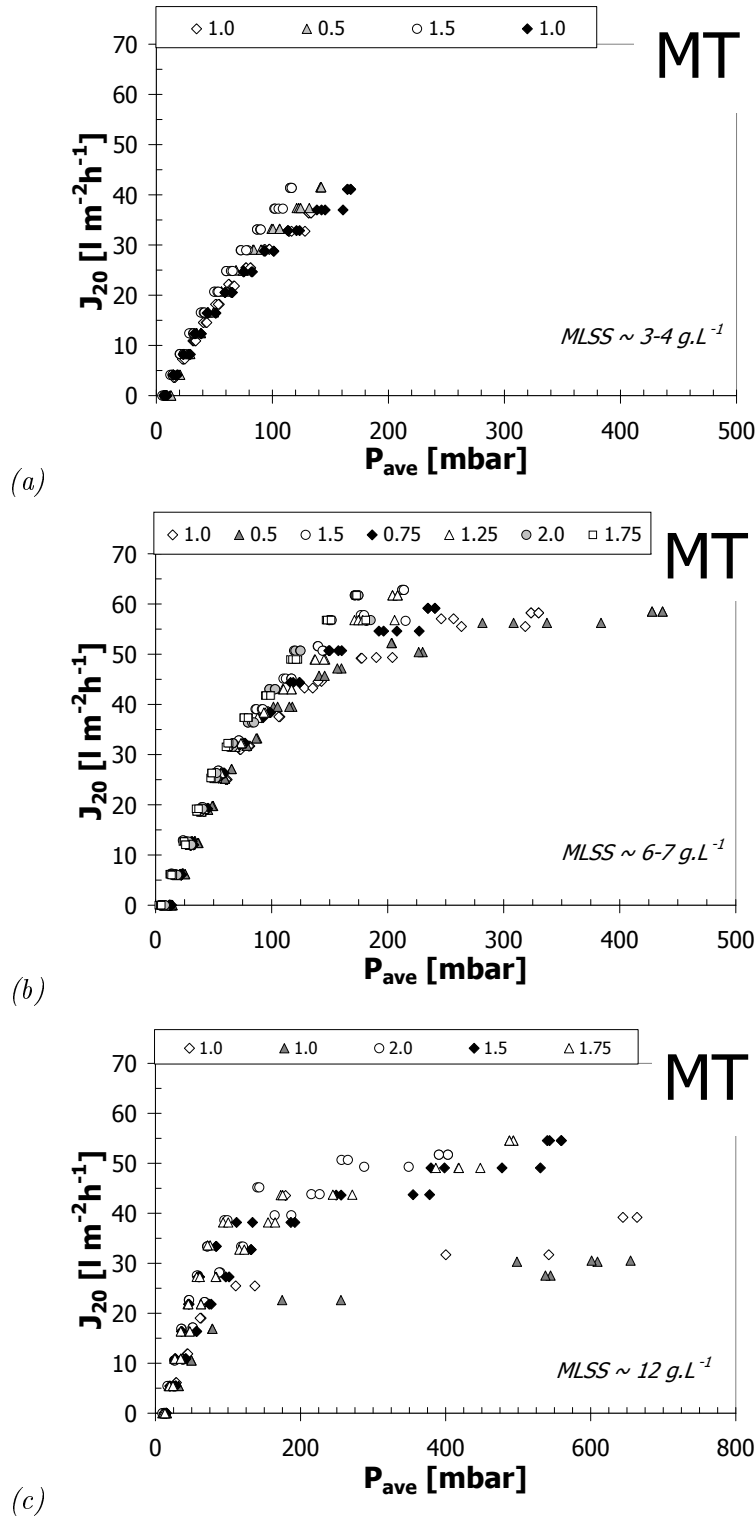 ◇ 1.0 ▲ 0.5 ○ 1.5 ◆ 1.0
MT
70
60
50
40
30
20
10
0
J₂₀ [l m⁻²h⁻¹]
MLSS ~ 3-4 g.L⁻¹
0 100 200 300 400 500
P_ave [mbar]
(a)
◇ 1.0 ▲ 0.5 ○ 1.5 ◆ 0.75 △ 1.25 ● 2.0 □ 1.75
MT
70
60
50
40
30
20
10
0
J₂₀ [l m⁻²h⁻¹]
MLSS ~ 6-7 g.L⁻¹
0 100 200 300 400 500
P_ave [mbar]
(b)
◇ 1.0 ▲ 1.0 ○ 2.0 ◆ 1.5 △ 1.75
MT
70
60
50
40
30
20
10
0
J₂₀ [l m⁻²h⁻¹]
MLSS ~ 12 g.L⁻¹
0 200 400 600 800
P_ave [mbar]
(c)